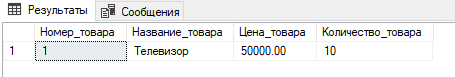 Результаты Сообщения
Номер_товара Название_товара Цена_товара Количество_товара
1 1 Телевизор 50000.00 10